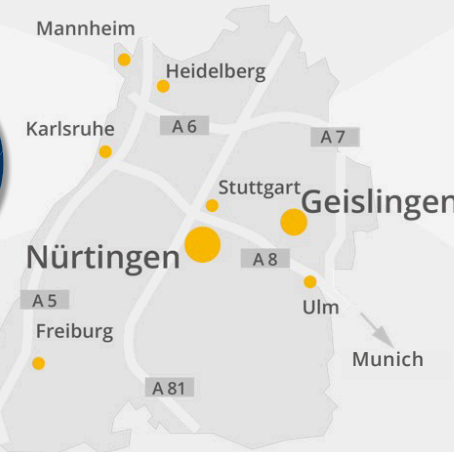 Mannheim
Heidelberg
Karlsruhe
A 6
A 7
Stuttgart
Geislingen
Nürtingen
A 8
A 5
Ulm
Freiburg
Munich
A 81